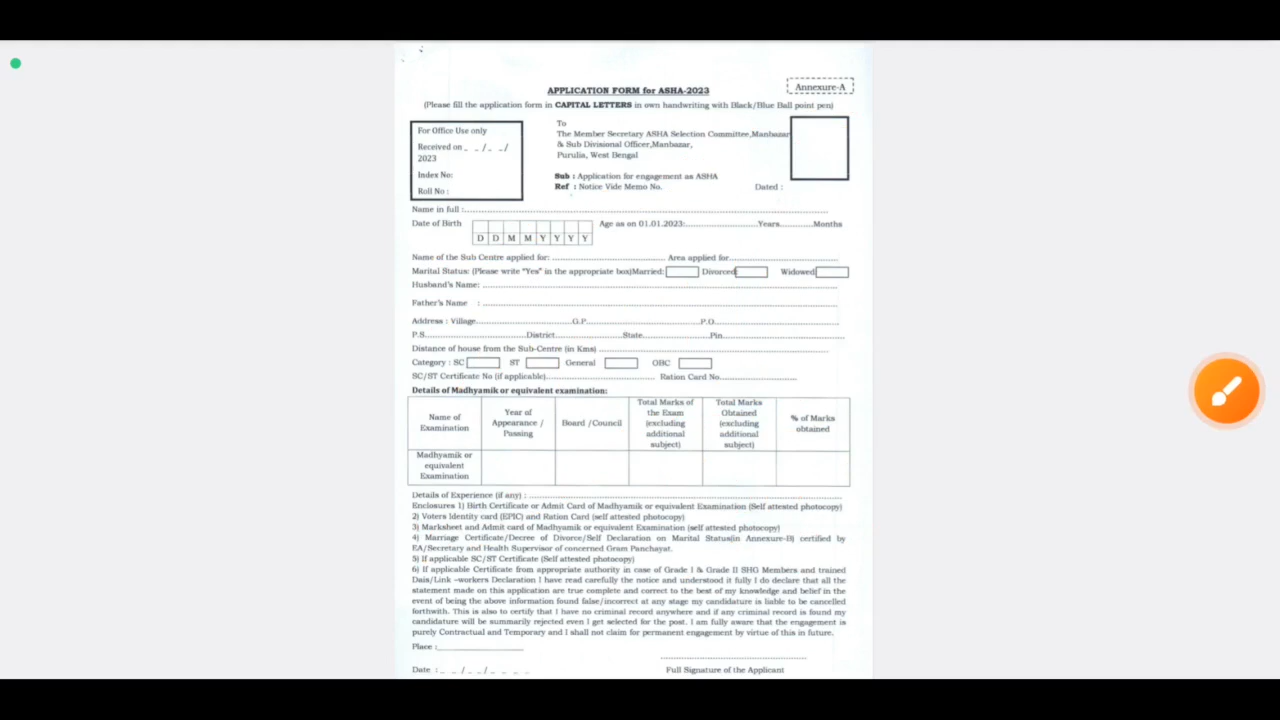 Annexure-A
APPLICATION FORM for ASHA-2023
(Please fill the application form in CAPITAL LETTERS in own handwriting with Black/Blue Ball point pen)
For Office Use only
Received on _ _ / _ _ /
2023
Index No:
Roll No :
To
The Member Secretary ASHA Selection Committee,Manbazar
& Sub Divisional Officer,Manbazar,
Purulia, West Bengal
Sub : Application for engagement as ASHA
Ref : Notice Vide Memo No. Dated :
Name in full :
Date of Birth D D M M Y Y Y Y Age as on 01.01.2023: Years Months
Name of the Sub Centre applied for: Area applied for
Marital Status: (Please write "Yes" in the appropriate box)Married: Divorced: Widowed
Husband's Name:
Father's Name :
Address : Village G.P. P.O.
P.S. District State Pin
Distance of house from the Sub-Centre (in Kms)
Category : SC ST General OBC
SC/ST Certificate No (if applicable) Ration Card No.
Details of Madhyamik or equivalent examination:
Name of Examination
Year of Appearance / Passing
Board /Council
Total Marks of the Exam (excluding additional subject)
Total Marks Obtained (excluding additional subject)
% of Marks obtained
Madhyamik or equivalent Examination
Details of Experience (if any) :
Enclosures 1) Birth Certificate or Admit Card of Madhyamik or equivalent Examination (Self attested photocopy)
2) Voters Identity card (EPIC) and Ration Card (self attested photocopy)
3) Marksheet and Admit card of Madhyamik or equivalent Examination (self attested photocopy)
4) Marriage Certificate/Decree of Divorce/Self Declaration on Marital Status(in Annexure-B) certified by
EA/Secretary and Health Supervisor of concerned Gram Panchayat.
5) If applicable SC/ST Certificate (Self attested photocopy)
6) If applicable Certificate from appropriate authority in case of Grade I & Grade II SHG Members and trained
Dais/Link –workers Declaration I have read carefully the notice and understood it fully I do declare that all the
statement made on this application are true complete and correct to the best of my knowledge and belief in the
event of being the above information found false/incorrect at any stage my candidature is liable to be cancelled
forthwith. This is also to certify that I have no criminal record anywhere and if any criminal record is found my
candidature will be summarily rejected even I get selected for the post. I am fully aware that the engagement is
purely Contractual and Temporary and I shall not claim for permanent engagement by virtue of this in future.
Place :
Date : _ _ / _ _ / _ _ _ _
Full Signature of the Applicant